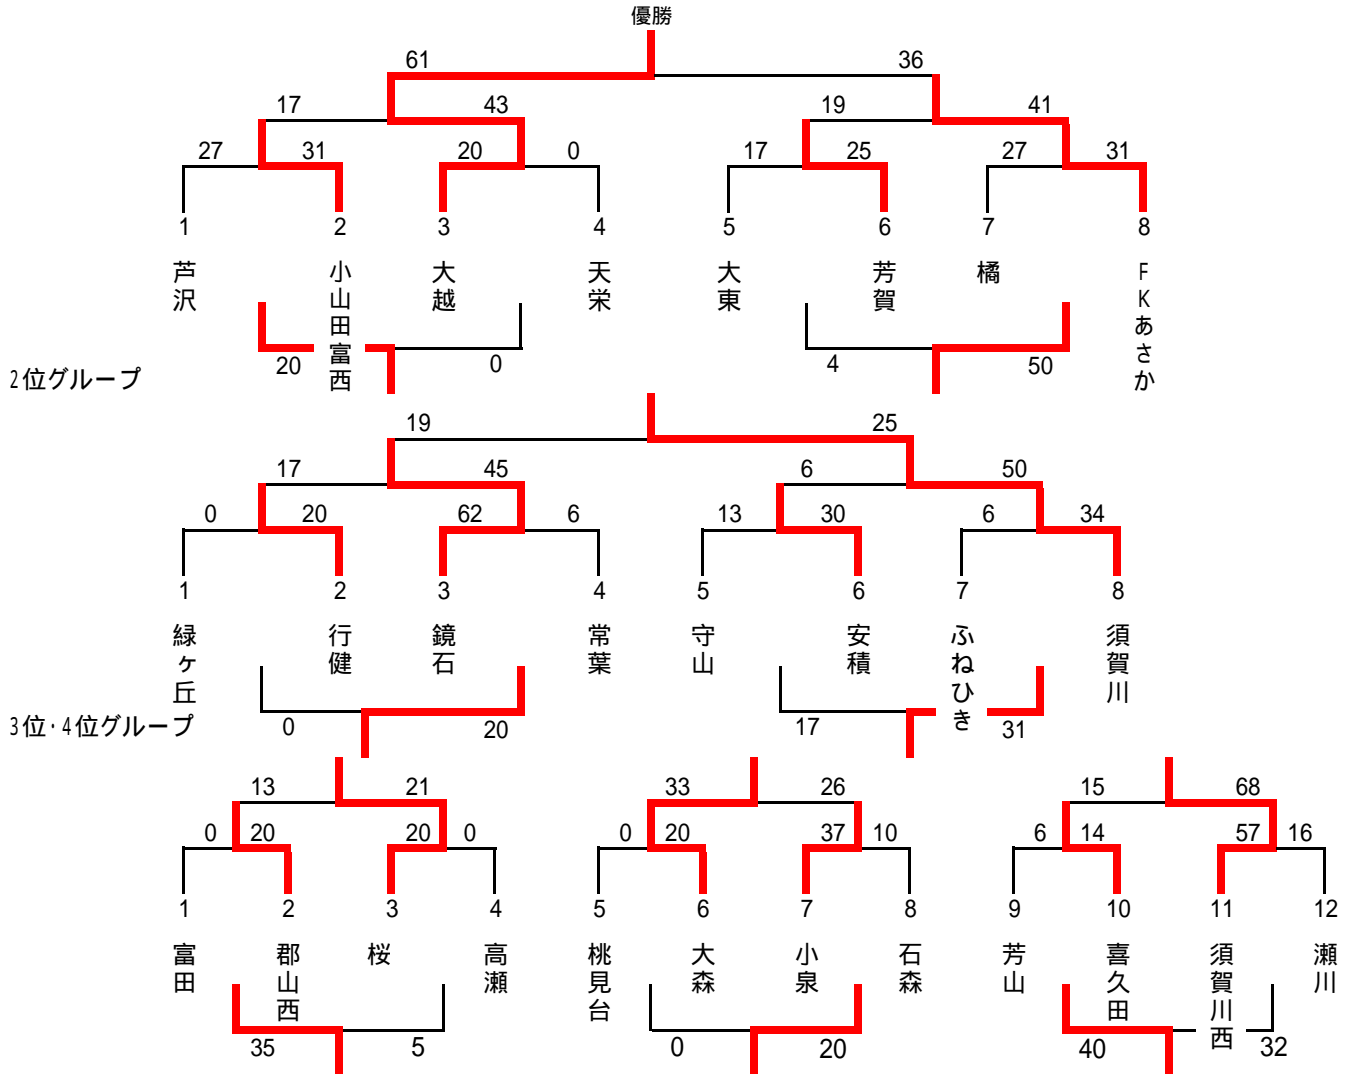 優勝
61 36
17 43 19 41
27 31 20 0 17 25 27 31
1 2 3 4 5 6 7 8
芦沢 小山田富西 大越 天栄 大東 芳賀 橘 FKあさか
20 0 4 50
2位グループ
19 25
17 45 6 50
0 20 62 6 13 30 6 34
1 2 3 4 5 6 7 8
緑ヶ丘 行健 鏡石 常葉 守山 安積 ふねひき 須賀川
0 20 17 31
3位・4位グループ
13 21 33 26 15 68
0 20 20 0 0 20 37 10 6 14 57 16
1 2 3 4 5 6 7 8 9 10 11 12
富田 郡山西 桜 高瀬 桃見台 大森 小泉 石森 芳山 喜久田 須賀川西 瀬川
35 5 0 20 40 32